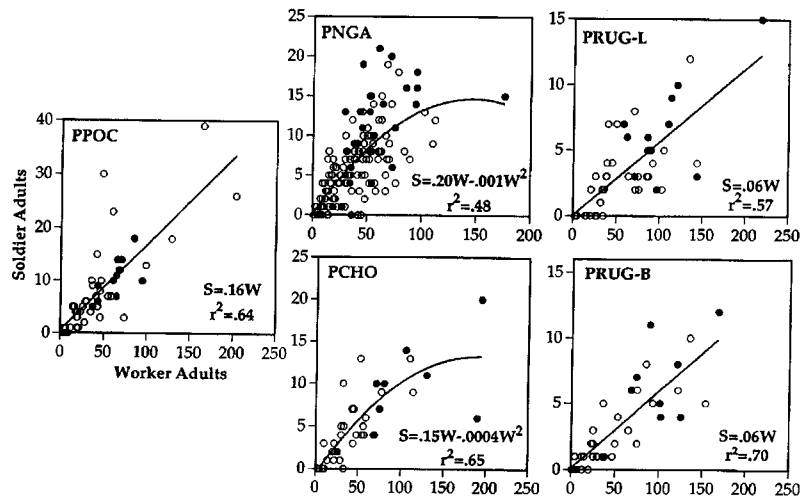 PPOC
40
30
20
10
0
0 50 100 150 200 250
Soldier Adults
Worker Adults
S=.16W
r²=.64
PNGA
25
20
15
10
5
0
0 50 100 150 200
S=.20W-.001W²
r²=.48
PRUG-L
15
10
5
0
0 50 100 150 200 250
S=.06W
r²=.57
PCHO
25
20
15
10
5
0
0 50 100 150 200 250
S=.15W-.0004W²
r²=.65
PRUG-B
15
10
5
0
0 50 100 150 200 250
S=.06W
r²=.70